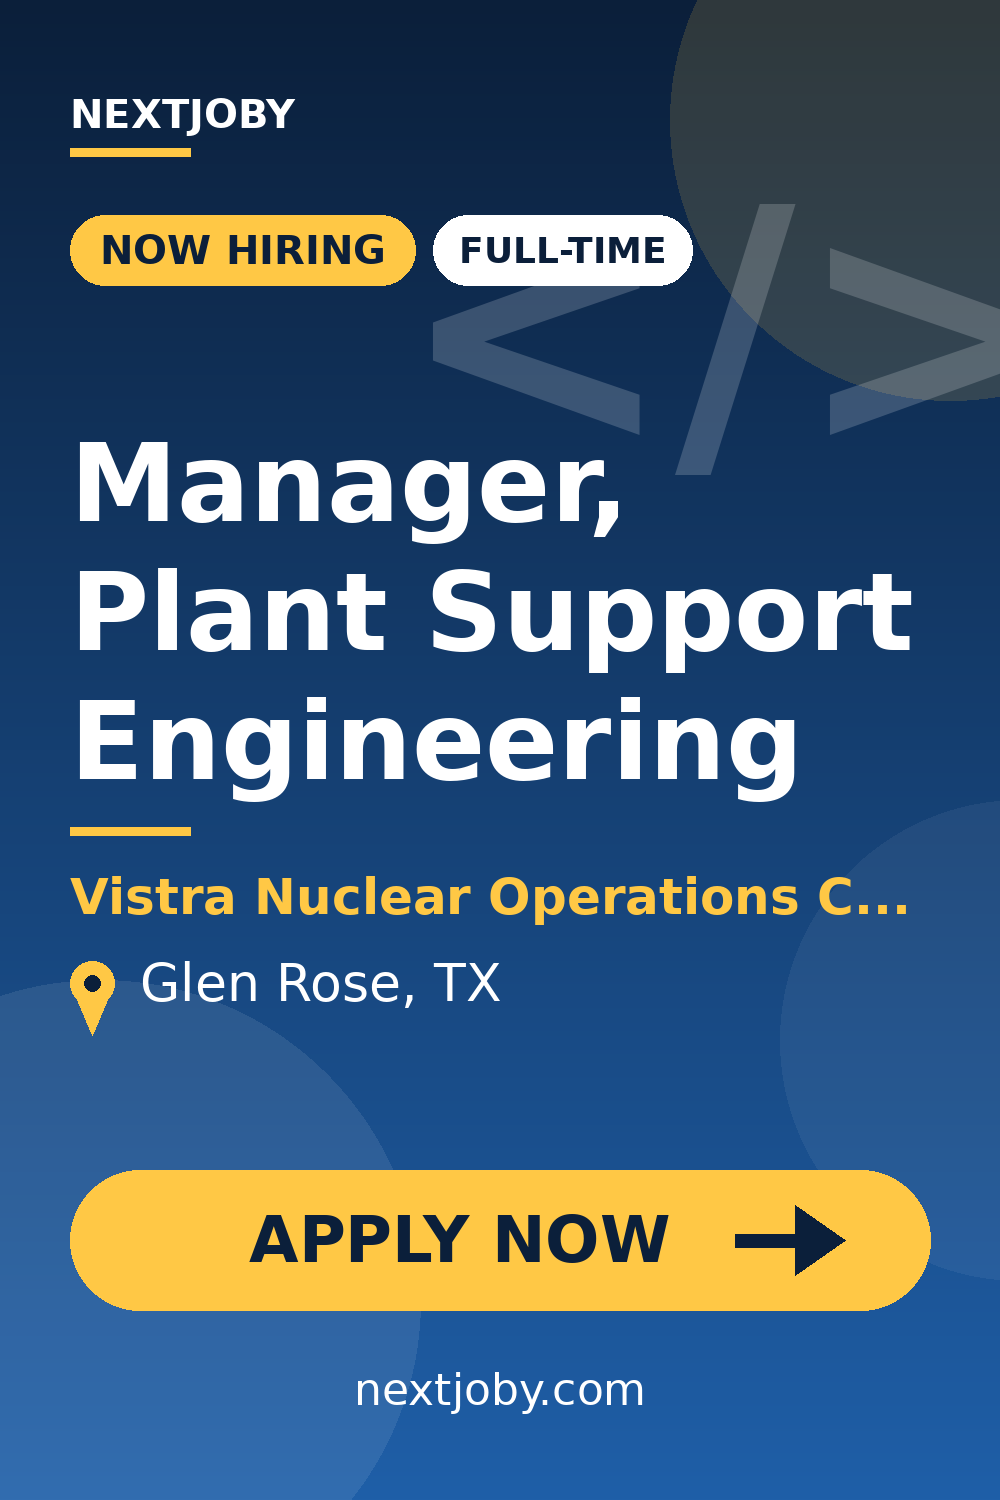 NEXTJOBY
NOW HIRING
FULL-TIME
</>
Manager,
Plant Support
Engineering
Vistra Nuclear Operations C...
Glen Rose, TX
APPLY NOW
nextjoby.com